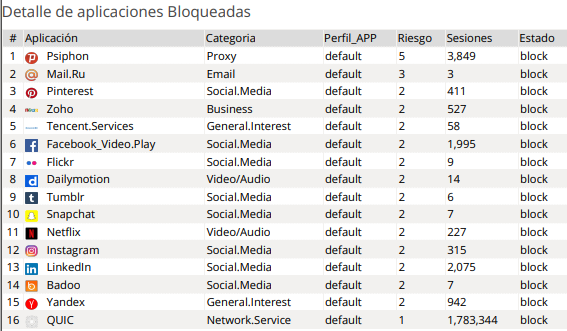 Detalle de aplicaciones Bloqueadas
# Aplicación Categoria Perfil_APP Riesgo Sesiones Estado
1 Psiphon Proxy default 5 3,849 block
2 Mail.Ru Email default 3 3 block
3 Pinterest Social.Media default 2 411 block
4 Zoho Business default 2 527 block
5 Tencent.Services General.Interest default 2 58 block
6 Facebook_Video.Play Social.Media default 2 1,995 block
7 Flickr Social.Media default 2 9 block
8 Dailymotion Video/Audio default 2 14 block
9 Tumblr Social.Media default 2 6 block
10 Snapchat Social.Media default 2 7 block
11 Netflix Video/Audio default 2 227 block
12 Instagram Social.Media default 2 315 block
13 LinkedIn Social.Media default 2 2,075 block
14 Badoo Social.Media default 2 7 block
15 Yandex General.Interest default 2 942 block
16 QUIC Network.Service default 1 1,783,344 block